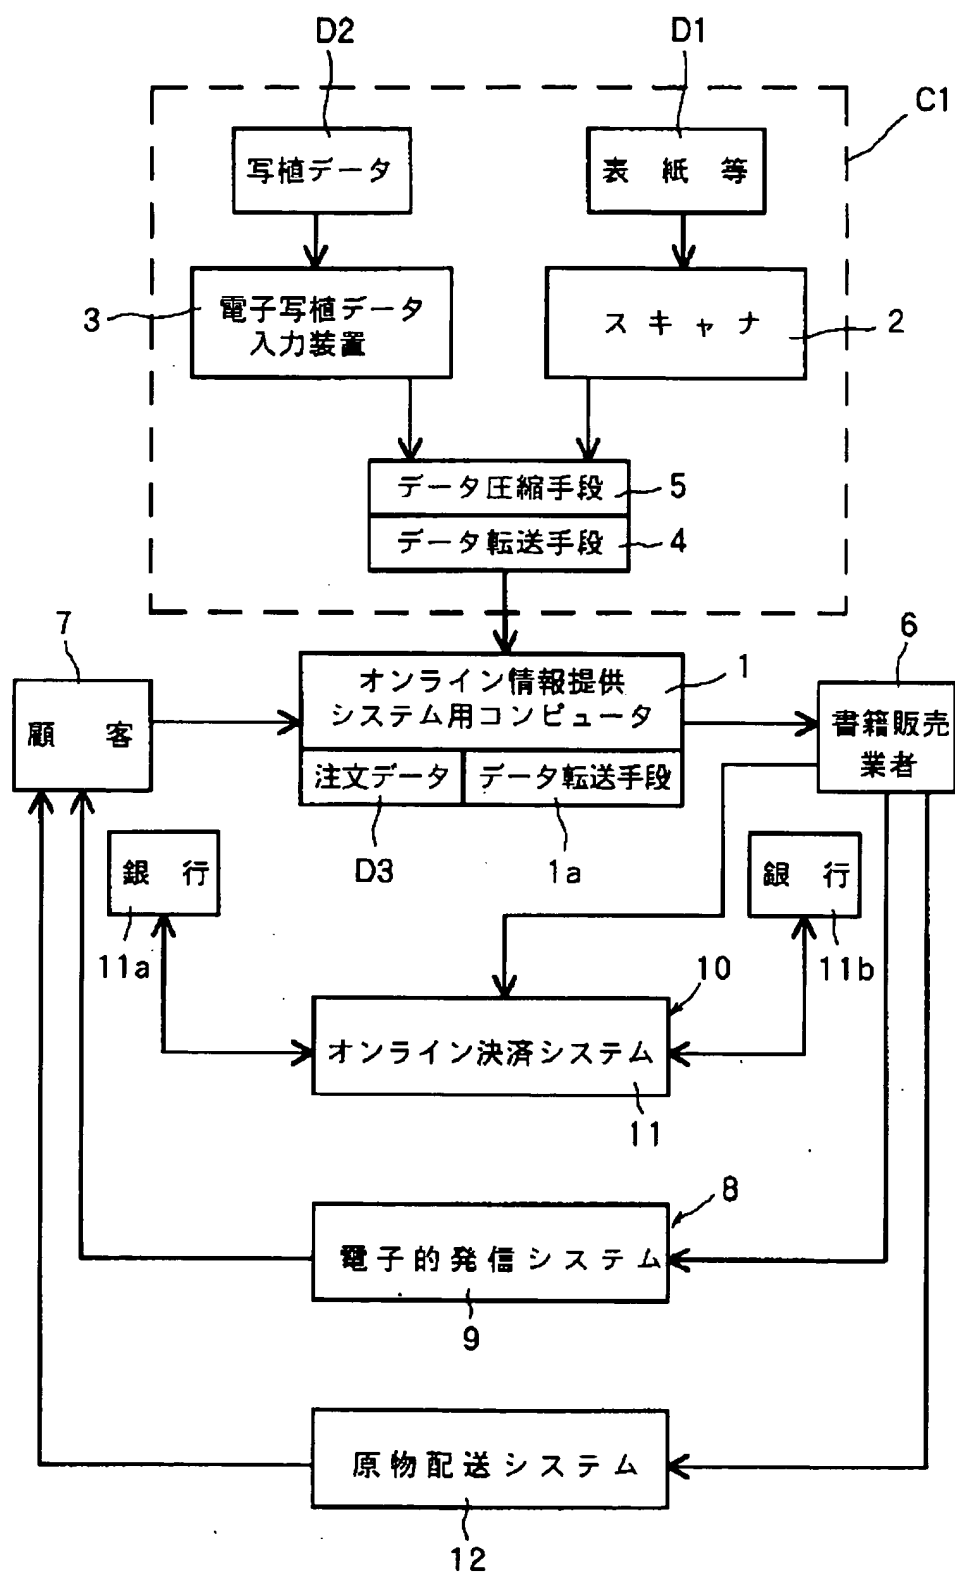 D2
D1
C1
写植データ
表紙等
3
電子写植データ
入力装置
スキャナ
2
データ圧縮手段
5
データ転送手段
4
7
6
1
顧客
オンライン情報提供
システム用コンピュータ
書籍販売
業者
注文データ
データ転送手段
D3
1a
銀行
銀行
11a
11b
10
オンライン決済システム
11
8
電子的発信システム
9
原物配送システム
12